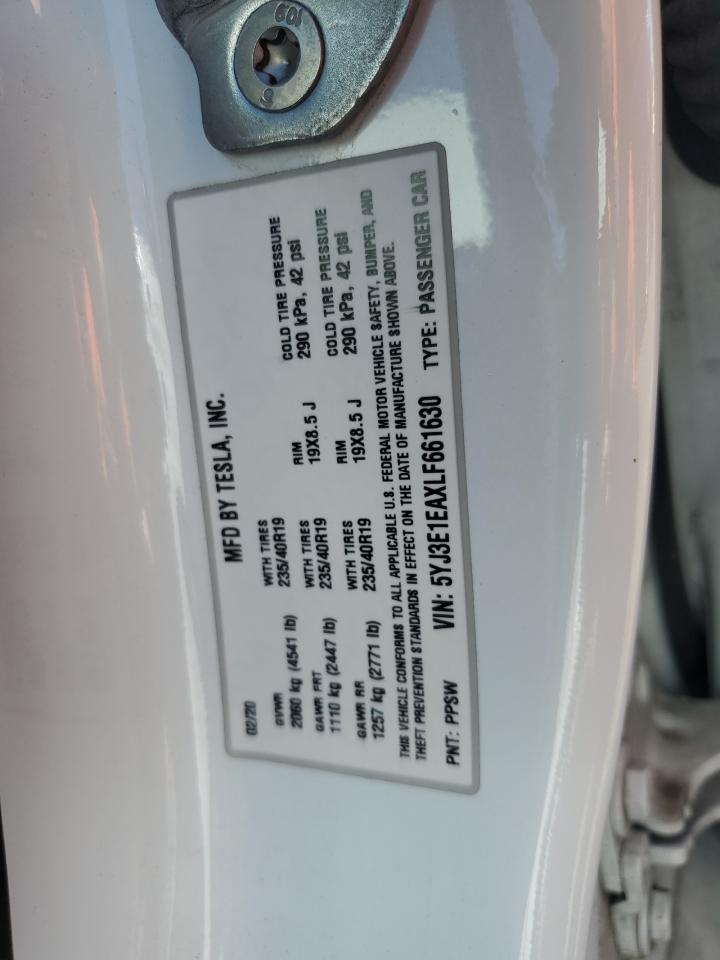 109
MFD BY TESLA, INC.
02/20
GVWR WITH TIRES COLD TIRE PRESSURE
2060 kg (4541 lb) 235/40R19 RIM 290 kPa, 42 psi
GAWR FRT WITH TIRES 19X8.5 J COLD TIRE PRESSURE
1110 kg (2447 lb) 235/40R19 RIM 290 kPa, 42 psi
GAWR RR WITH TIRES 19X8.5 J
1257 kg (2771 lb) 235/40R19
THIS VEHICLE CONFORMS TO ALL APPLICABLE U.S. FEDERAL MOTOR VEHICLE SAFETY, BUMPER, AND
THEFT PREVENTION STANDARDS IN EFFECT ON THE DATE OF MANUFACTURE SHOWN ABOVE.
PNT: PPSW VIN: 5YJ3E1EAXLF661630 TYPE: PASSENGER CAR